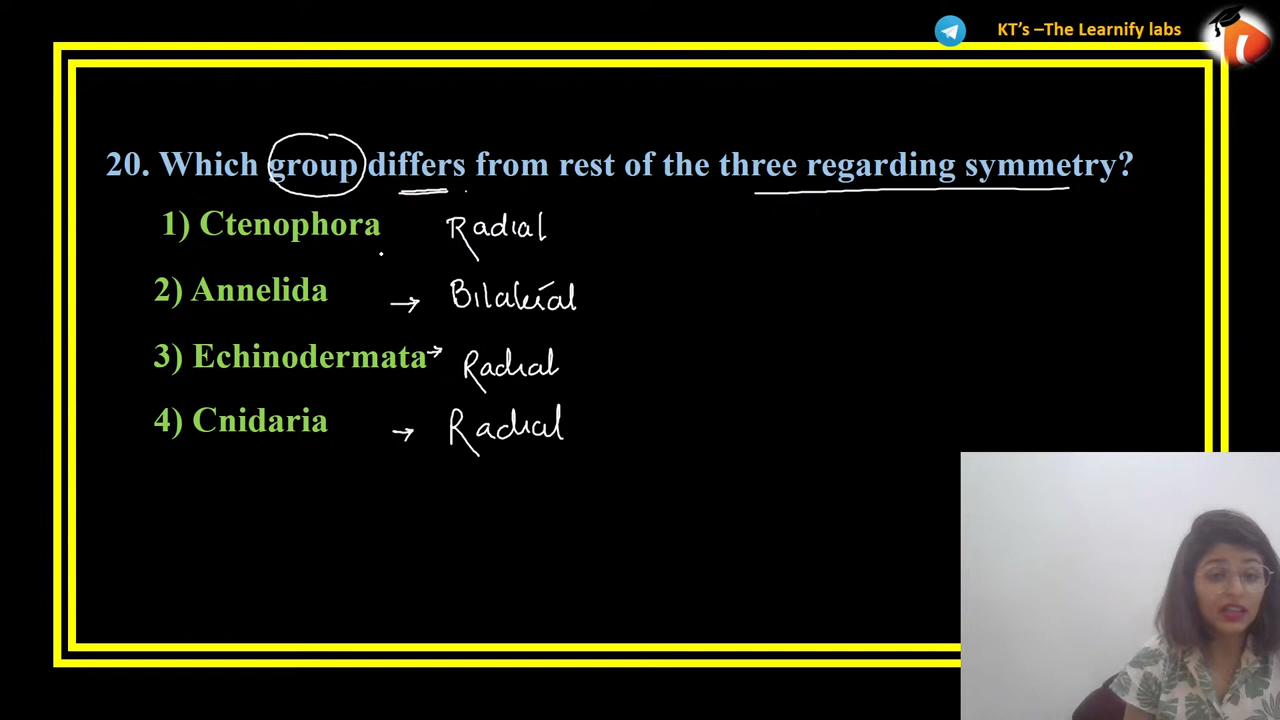 KT's –The Learnify labs
20. Which group differs from rest of the three regarding symmetry?
1) Ctenophora Radial
2) Annelida → Bilateral
3) Echinodermata → Radial
4) Cnidaria → Radial